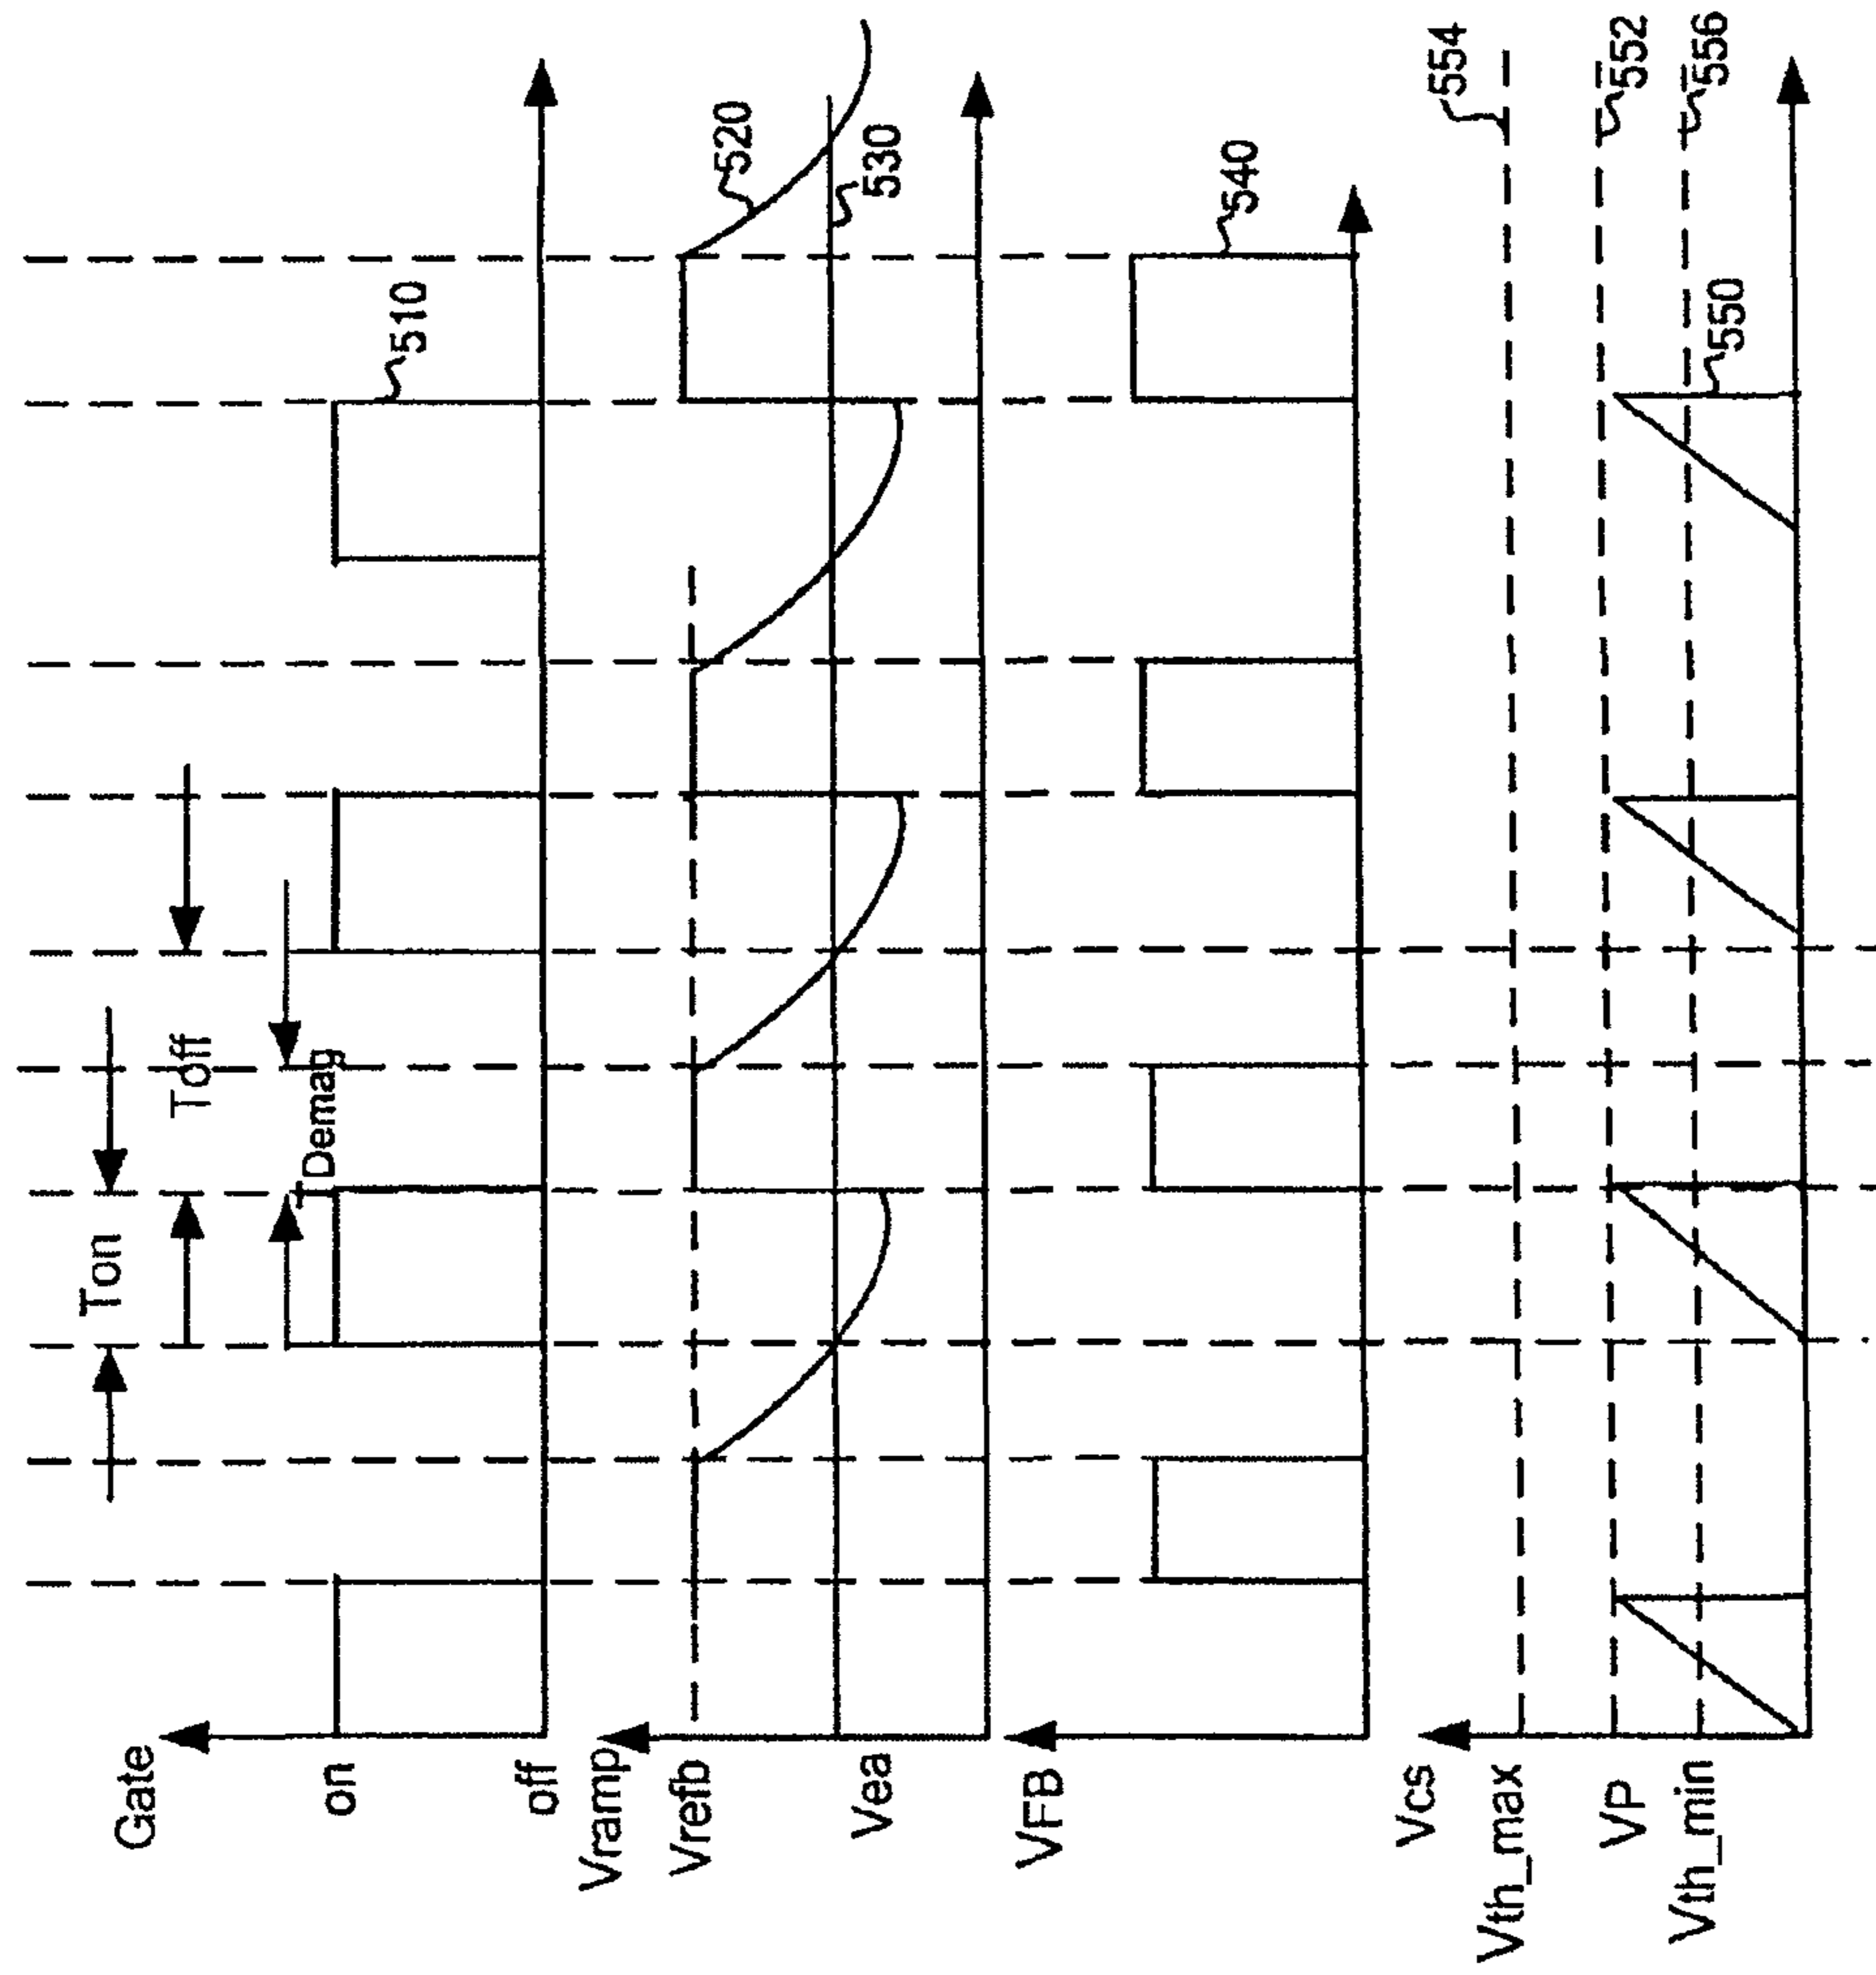 Ton
Toff
Demag
Gate
on
off
510
Vramp
Vrefb
Vea
520
530
VFB
540
Vcs
Vth_max
VP
Vth_min
554
552
556
550